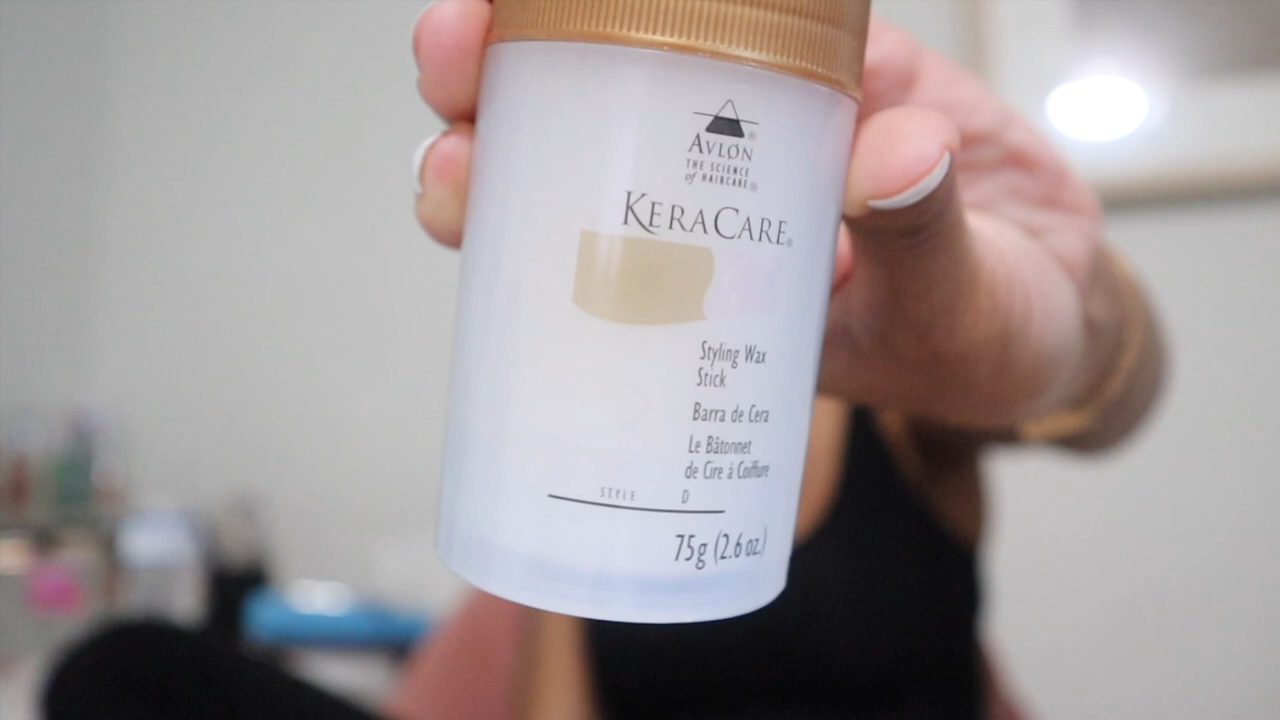 AVLØN®
THE SCIENCE
of HAIRCARE®
KERACARE®
Styling Wax
Stick
Barra de Cera
Le Bâtonnet
de Cire à Coiffure
STYLE D
75g (2.6 oz.)